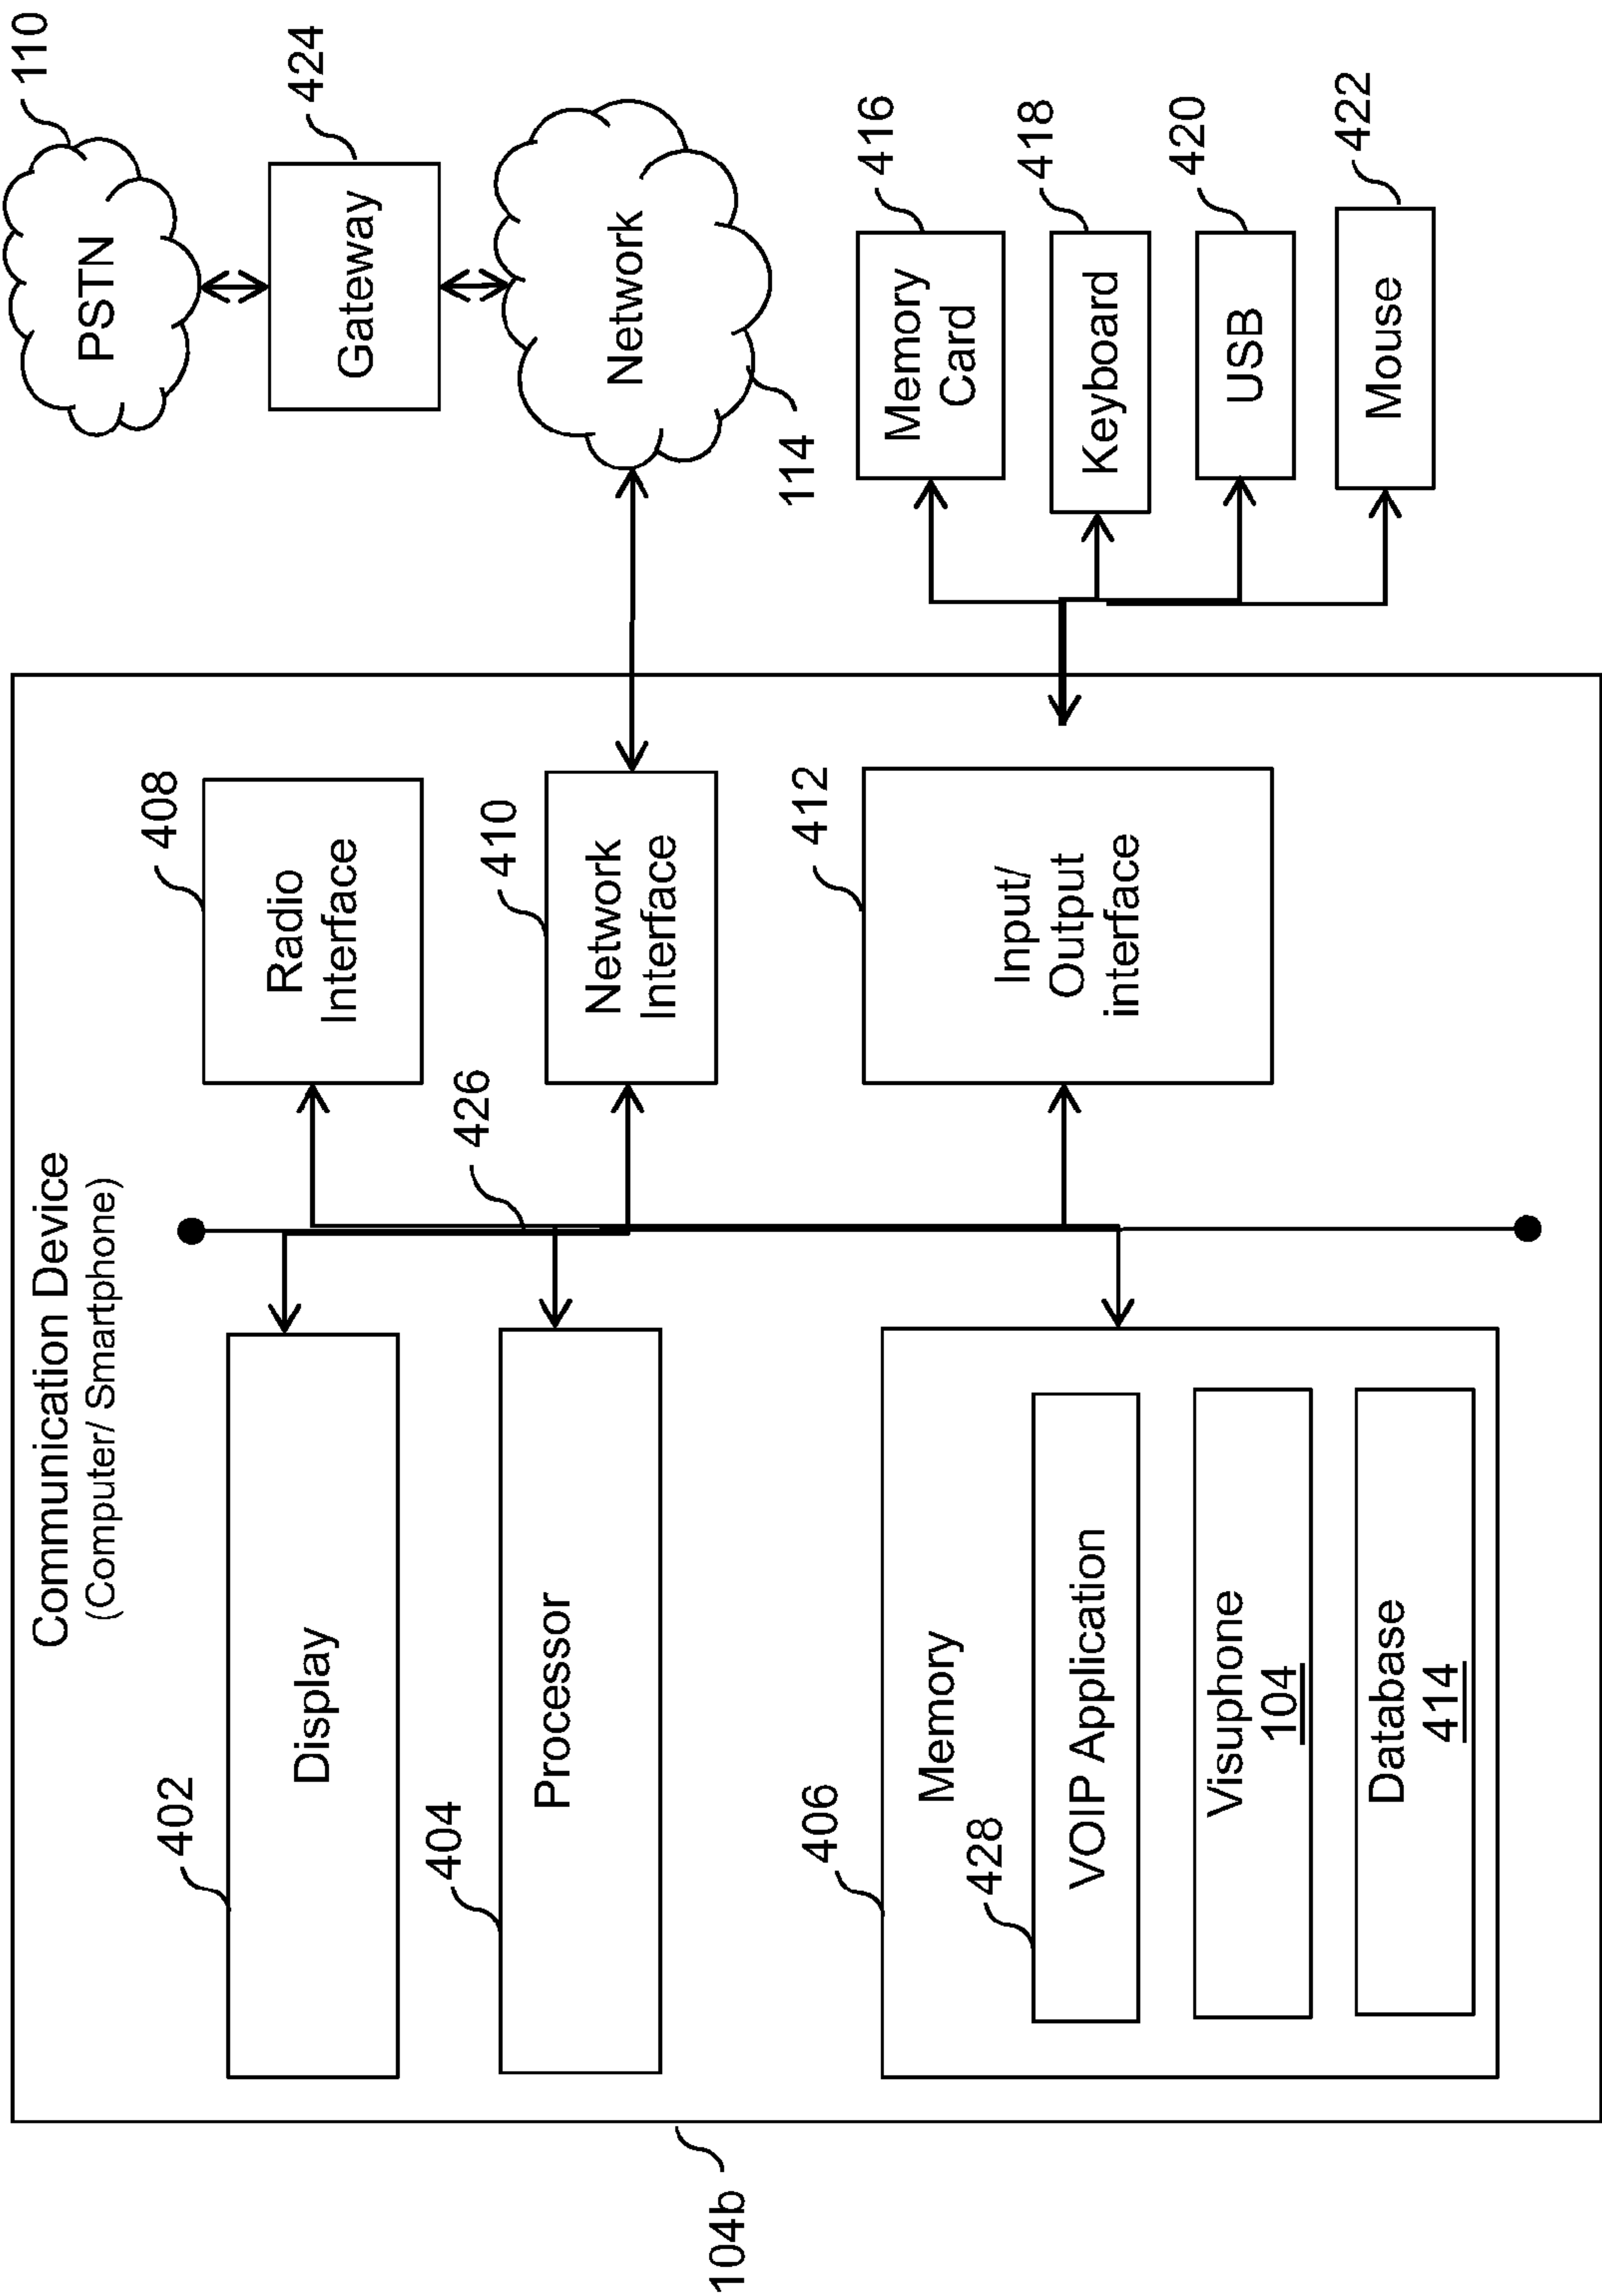 Communication Device
(Computer/ Smartphone)
402
Display
404
Processor
406
Memory
428
VOIP Application
Visuphone
104
Database
414
104b
426
408
Radio
Interface
410
Network
Interface
412
Input/
Output
interface
110
PSTN
424
Gateway
Network
114
416
Memory
Card
418
Keyboard
420
USB
422
Mouse